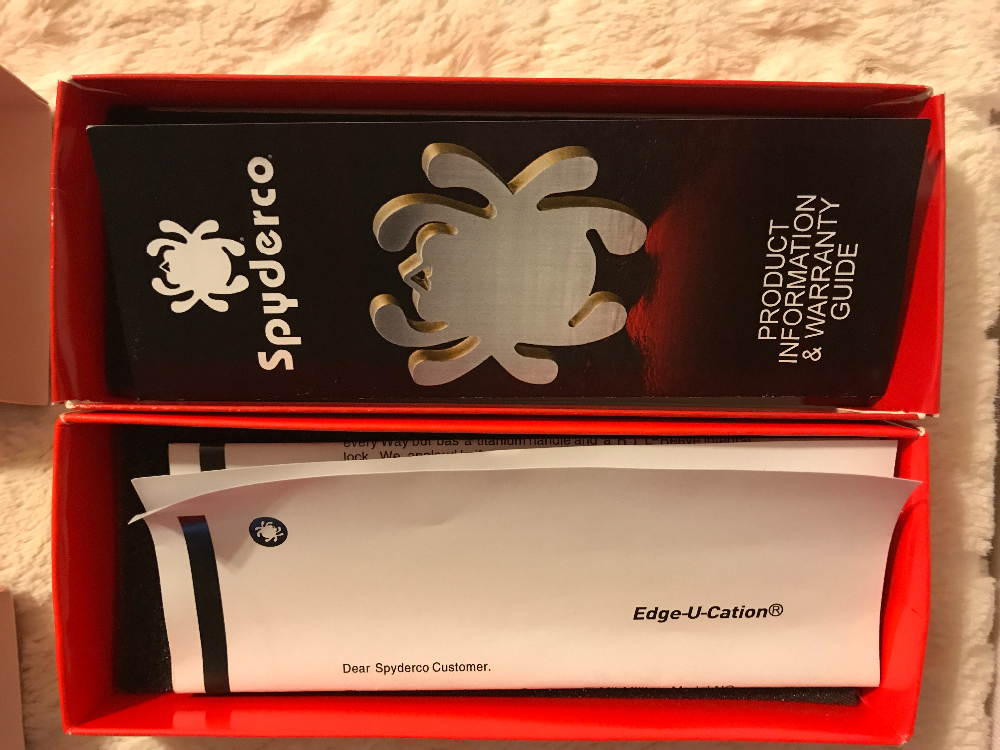 Spyderco
PRODUCT
INFORMATION
& WARRANTY
GUIDE
every Way but has a titanium handle and a R.I.L
lock. We
Edge-U-Cation®
Dear Spyderco Customer.